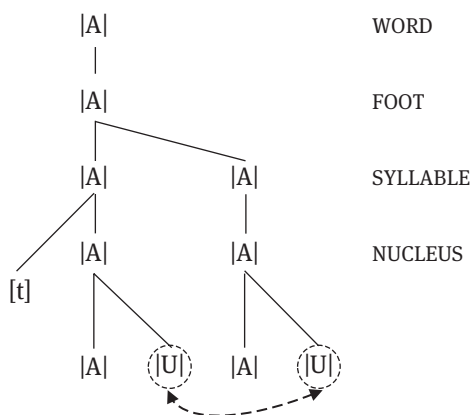 |A| WORD
|A| FOOT
|A| |A| SYLLABLE
|A| |A| NUCLEUS
[t]
|A| |U| |A| |U|